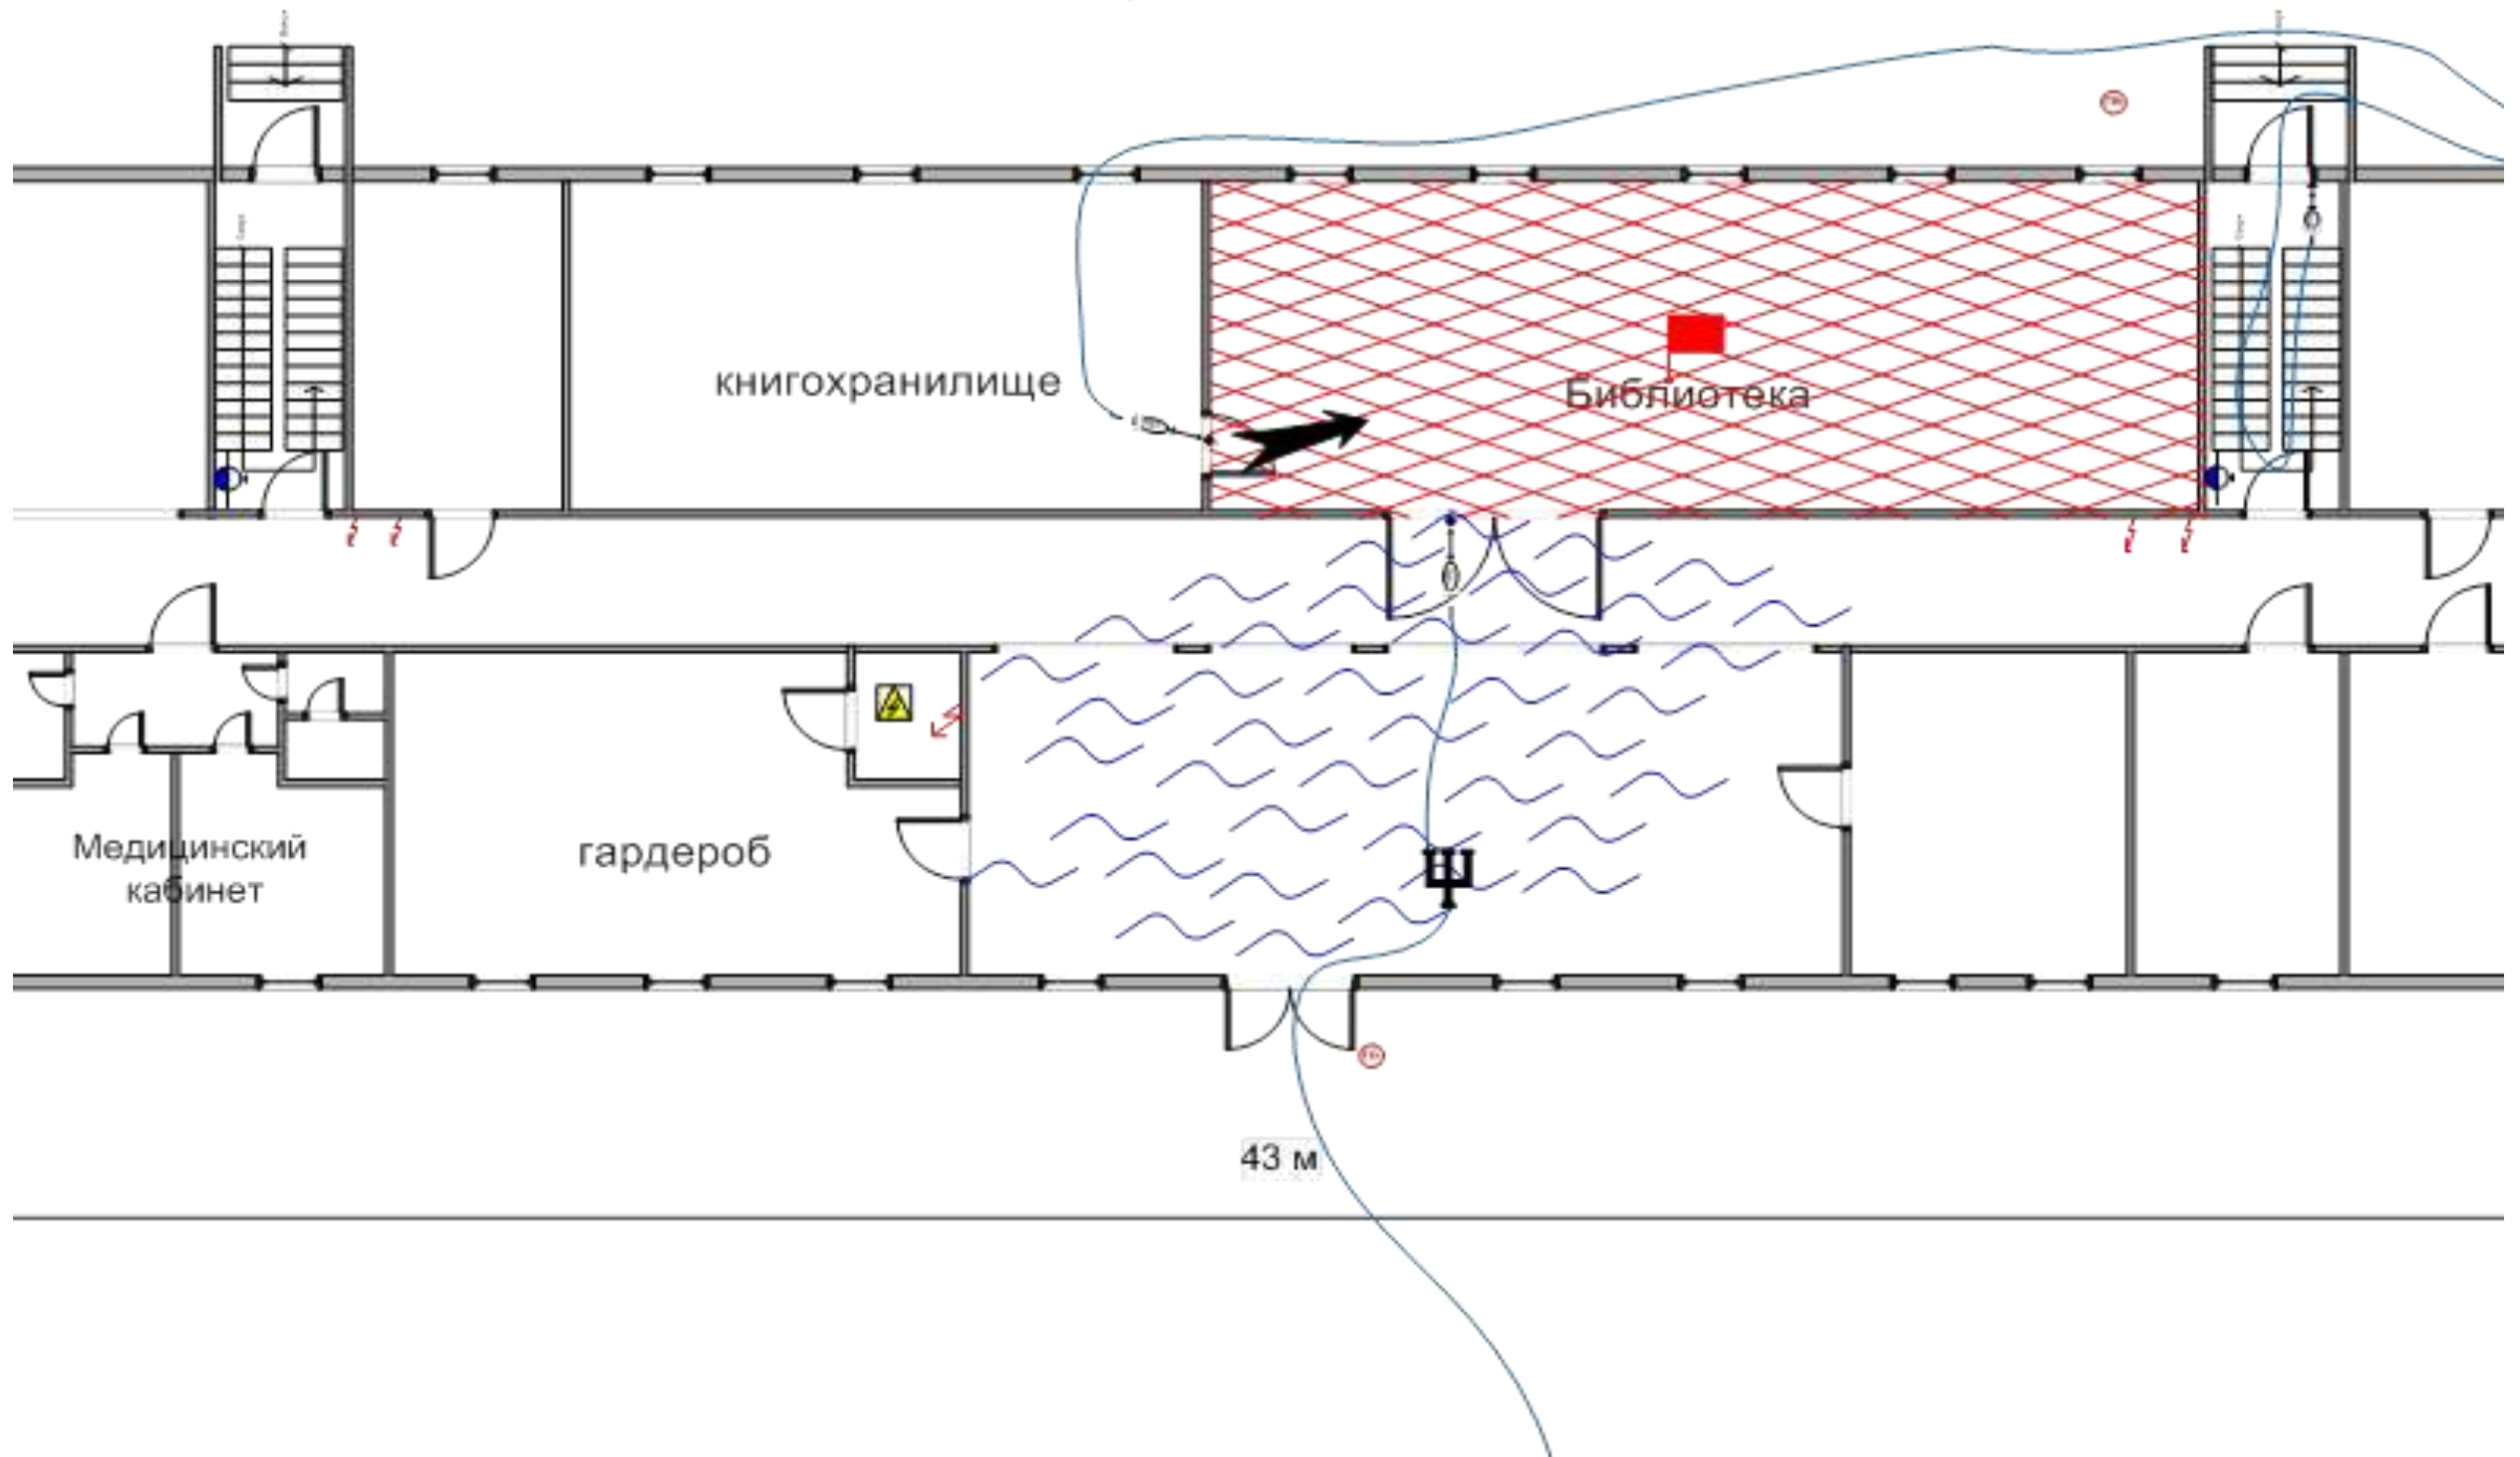 книгохранилище
Библиотека
Медицинский
кабинет
гардероб
43 м